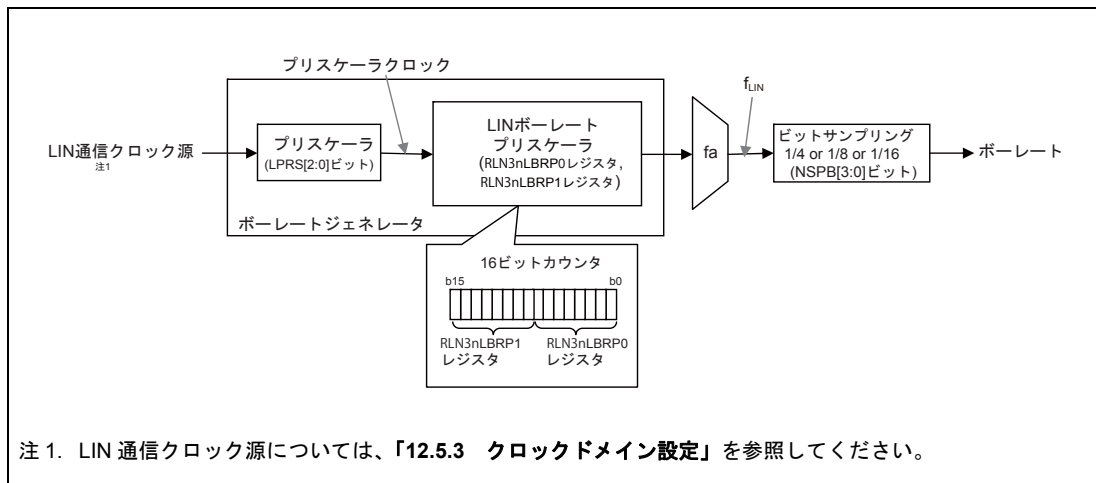 プリスケーラクロック
LIN通信クロック源
注1
プリスケーラ
(LPRS[2:0]ビット)
LINボーレート
プリスケーラ
(RLN3nLBRP0レジスタ,
RLN3nLBRP1レジスタ)
ボーレートジェネレータ
fa
fLIN
ビットサンプリング
1/4 or 1/8 or 1/16
(NSPB[3:0]ビット)
ボーレート
16ビットカウンタ
b15 b0
RLN3nLBRP1 RLN3nLBRP0
レジスタ レジスタ
注 1. LIN 通信クロック源については、「12.5.3 クロックドメイン設定」を参照してください。